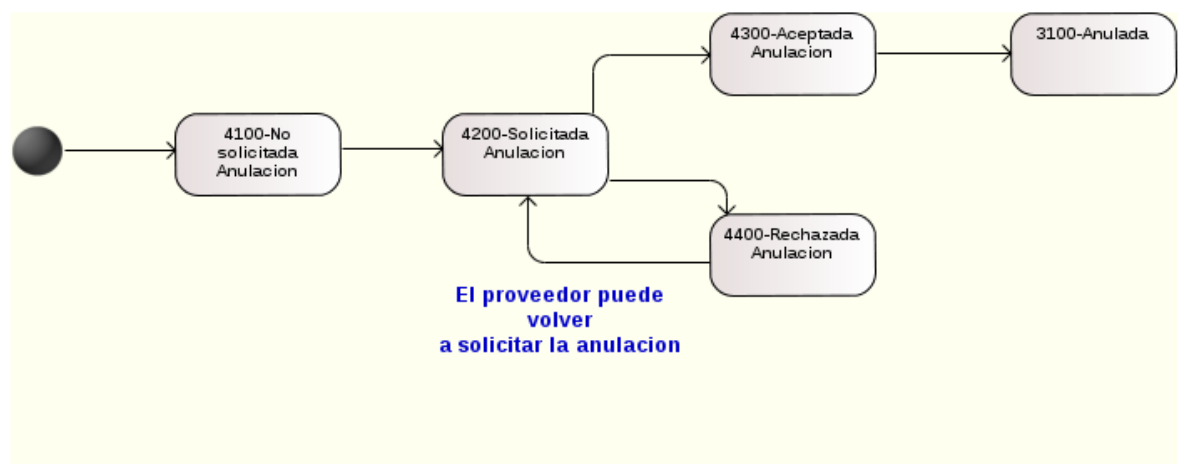 4300-Aceptada
Anulacion
3100-Anulada
4100-No
solicitada
Anulacion
4200-Solicitada
Anulacion
4400-Rechazada
Anulacion
El proveedor puede
volver
a solicitar la anulacion